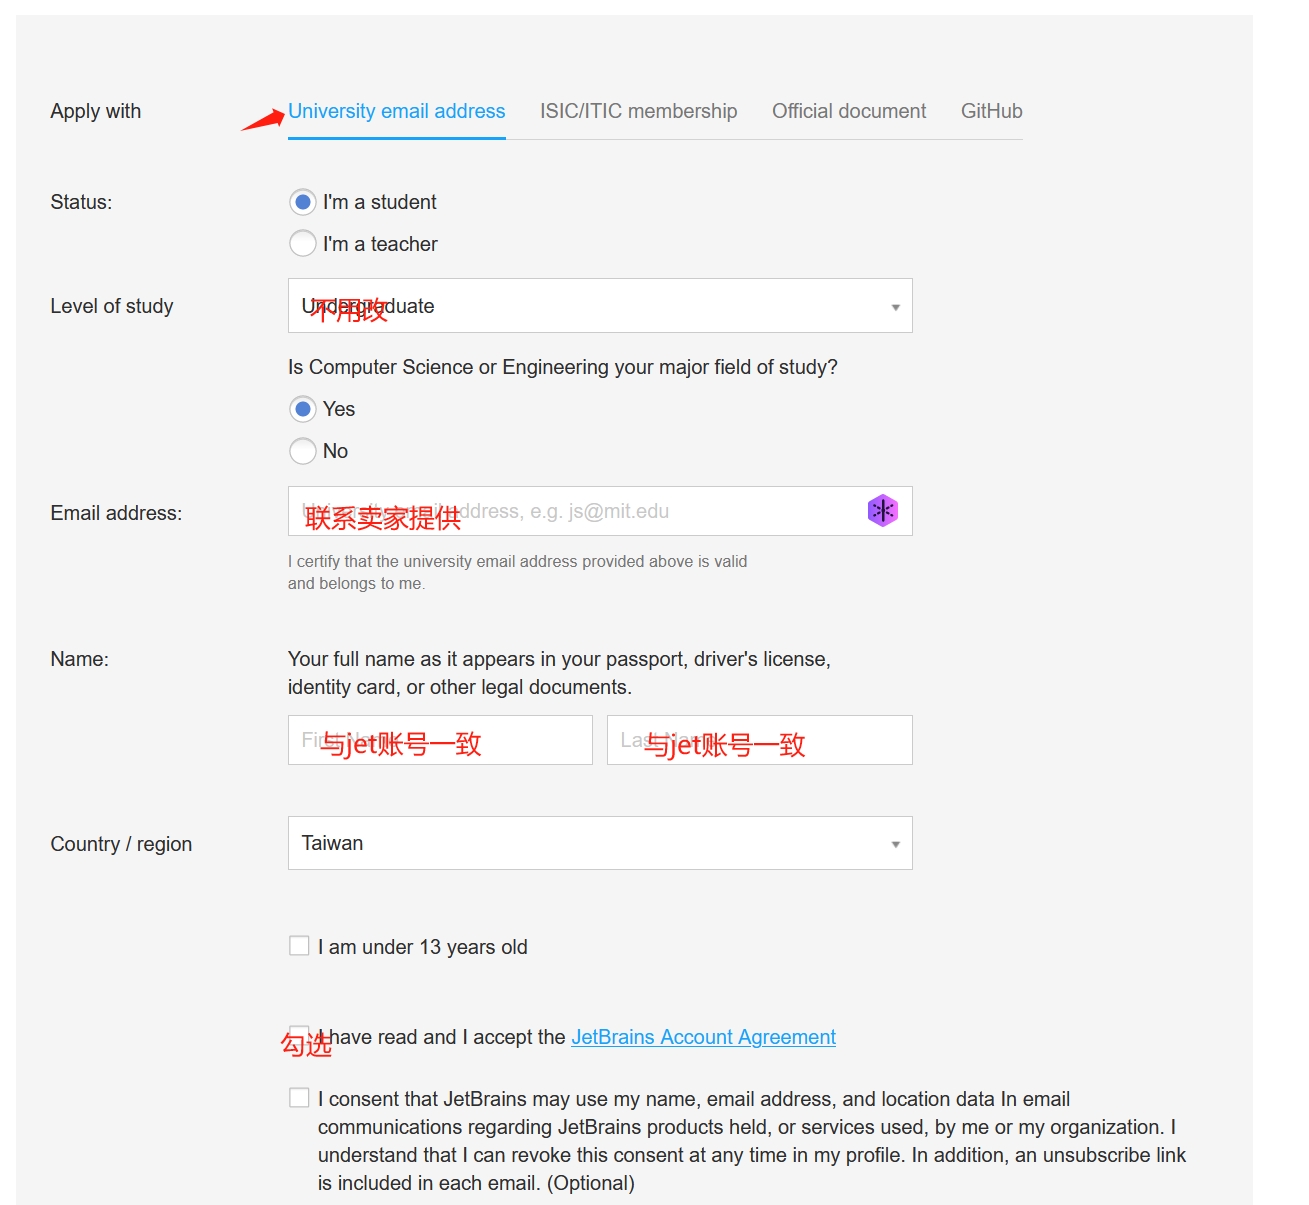 Apply with
University email address
ISIC/ITIC membership
Official document
GitHub
Status:
I'm a student
I'm a teacher
Level of study
Undergraduate
不用改
Is Computer Science or Engineering your major field of study?
Yes
No
Email address:
联系卖家提供
address, e.g. js@mit.edu
I certify that the university email address provided above is valid
and belongs to me.
Name:
Your full name as it appears in your passport, driver's license,
identity card, or other legal documents.
First Name
与jet账号一致
Last Name
与jet账号一致
Country / region
Taiwan
I am under 13 years old
I have read and I accept the JetBrains Account Agreement
勾选
I consent that JetBrains may use my name, email address, and location data In email
communications regarding JetBrains products held, or services used, by me or my organization. I
understand that I can revoke this consent at any time in my profile. In addition, an unsubscribe link
is included in each email. (Optional)